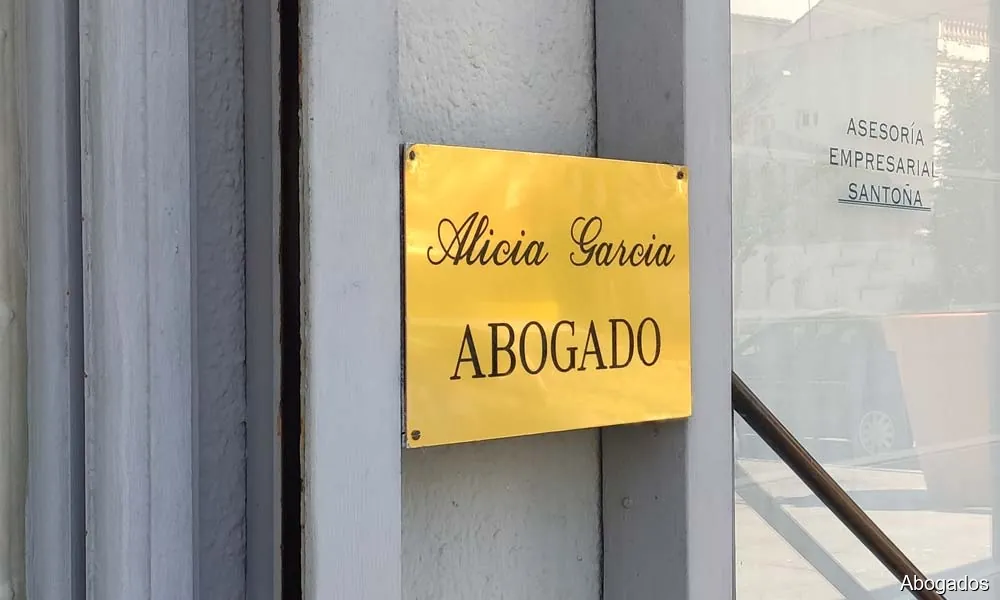 Alicia Garcia
ABOGADO
ASESORÍA
EMPRESARIAL
SANTOÑA
Abogados